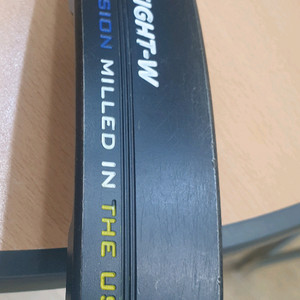 IGHT-W
SION MILLED IN THE US